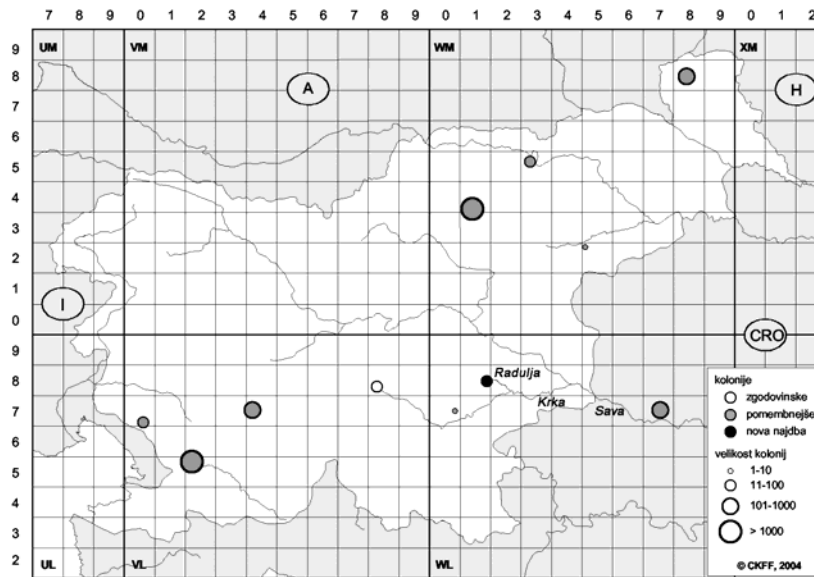 7 8 9 0 1 2 4 5 6 7 8 9 0 1 2 3 4 5 6 7 8 9 0 1 2
9 UM VM WM XM
8 A H
7
6
5
4
3
2
1 I
0 CRO
9
8 Radulja
7 Krka Sava
6
5
4
3
2 UL VL WL
kolonije
zgodovinske
pomembnejše
nova najdba
velikost kolonij
1-10
11-100
101-1000
> 1000
© CKFF, 2004